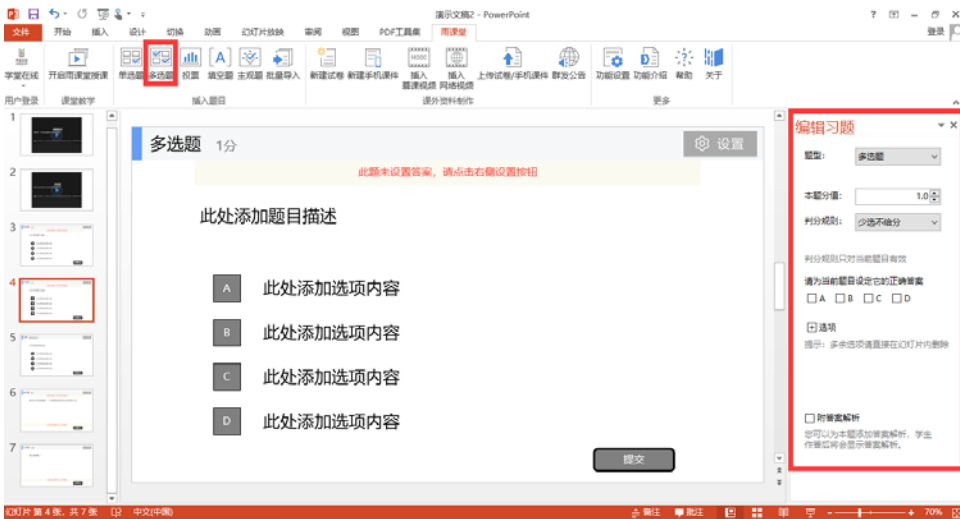 演示文稿2 - PowerPoint
登录
文件 开始 插入 设计 切换 动画 幻灯片放映 审阅 视图 PDF工具集 雨课堂
学堂在线 开启雨课堂授课 单选题 多选题 投票 填空题 主观题 批量导入 新建试卷 新建手机课件 插入慕课视频 插入网络视频 上传试卷/手机课件 群发公告 功能设置 功能介绍 帮助 关于
用户登录 课堂教学 插入题目 课外资料制作 更多
1
2
3
4
5
6
7
多选题 1分
设置
此题未设置答案，请点击右侧设置按钮
此处添加题目描述
A 此处添加选项内容
B 此处添加选项内容
C 此处添加选项内容
D 此处添加选项内容
提交
编辑习题
题型： 多选题
本题分值： 1.0
判分规则： 少选不给分
判分规则只对当前题目有效
请为当前题目设定它的正确答案
A B C D
选项
提示：多余选项请直接在幻灯片内删除
附答案解析
您可以为本题添加答案解析，学生
作答后将会显示答案解析。
幻灯片 第 4 张，共 7 张 中文(中国) 备注 批注 70%